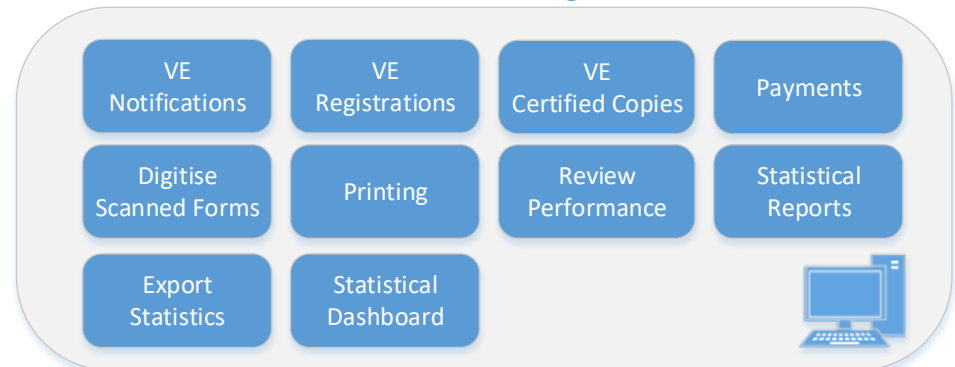 VE
Notifications
VE
Registrations
VE
Certified Copies
Payments
Digitise
Scanned Forms
Printing
Review
Performance
Statistical
Reports
Export
Statistics
Statistical
Dashboard